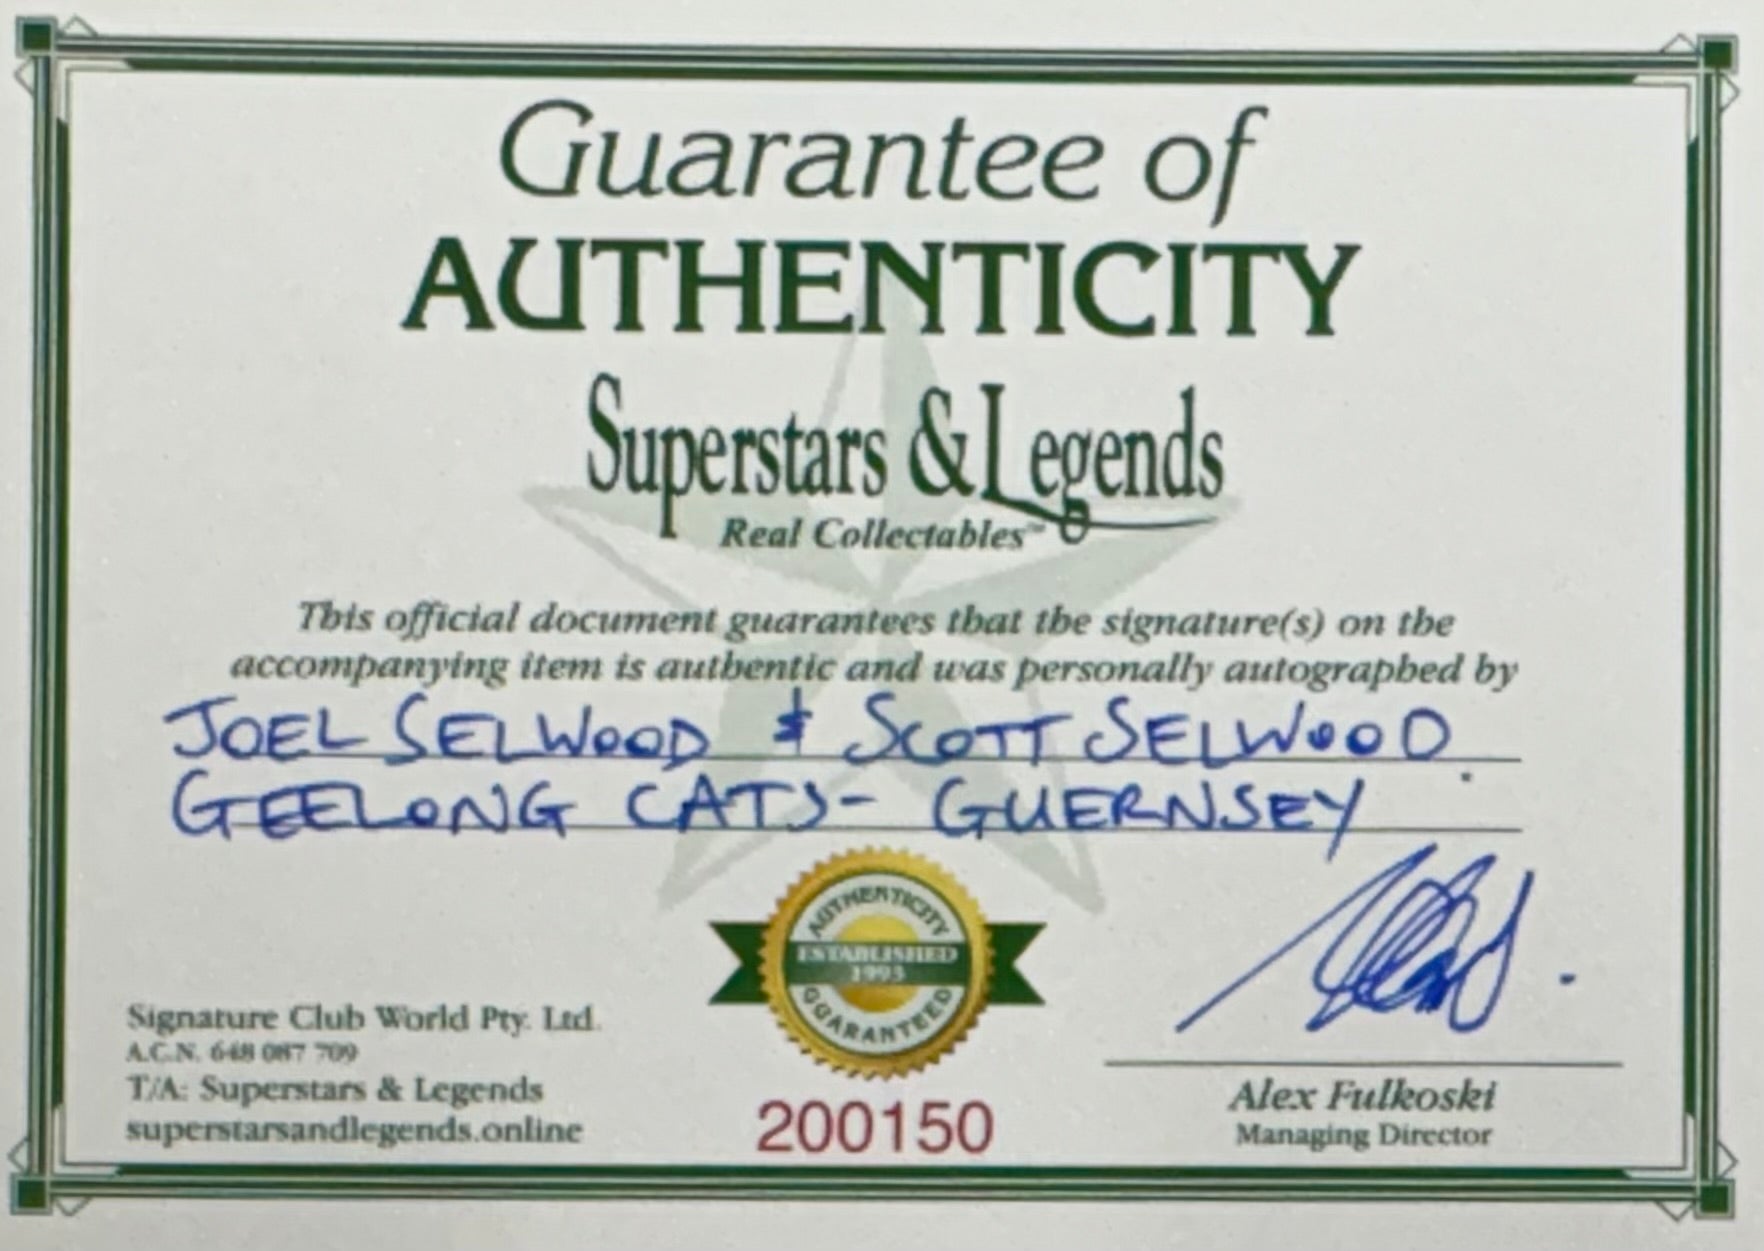 Guarantee of
AUTHENTICITY
Superstars & Legends
Real Collectables™
This official document guarantees that the signature(s) on the
accompanying item is authentic and was personally autographed by
JOEL SELWOOD & SCOTT SELWOOD.
GEELONG CATS- GUERNSEY
AUTHENTICITY
ESTABLISHED
1993
GUARANTEED
Signature Club World Pty. Ltd.
A.C.N. 648 087 709
T/A: Superstars & Legends
superstarsandlegends.online
200150
Alex Fulkoski
Managing Director